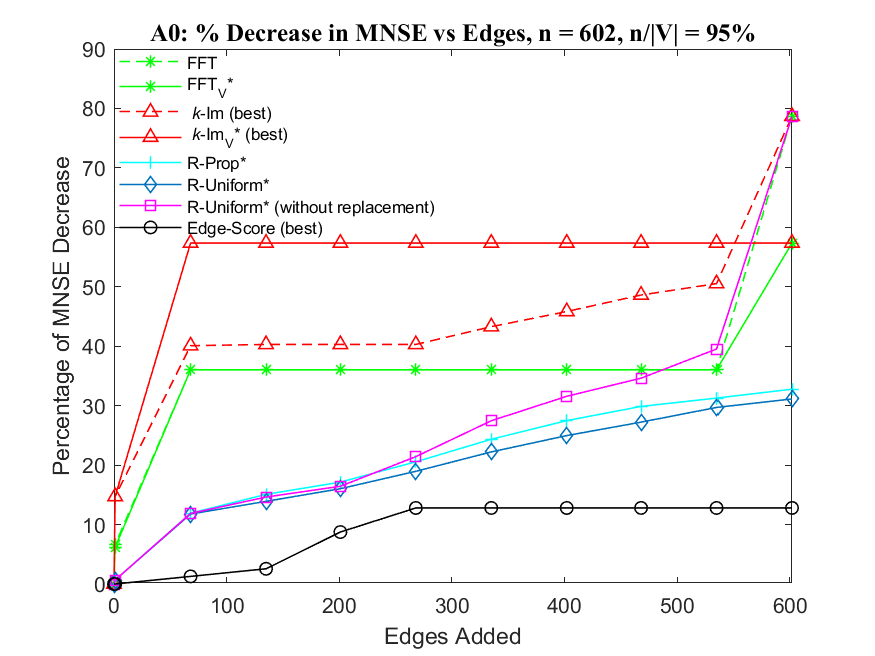 A0: % Decrease in MNSE vs Edges, n = 602, n/|V| = 95%
Percentage of MNSE Decrease
90
80
70
60
50
40
30
20
10
0
FFT
FFT_V*
k-Im (best)
k-Im_V* (best)
R-Prop*
R-Uniform*
R-Uniform* (without replacement)
Edge-Score (best)
0 100 200 300 400 500 600
Edges Added